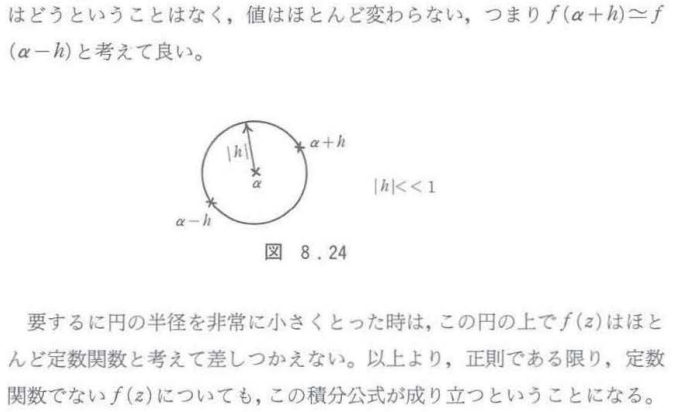 はどうということはなく，値はほとんど変わらない，つまりf(α+h)≃f
(α−h)と考えて良い。
|h|
α+h
α
|h|<<1
α−h
図 8.24
要するに円の半径を非常に小さくとった時は，この円の上でf(z)はほと
んど定数関数と考えて差しつかえない。以上より，正則である限り，定数
関数でないf(z)についても，この積分公式が成り立つということになる。